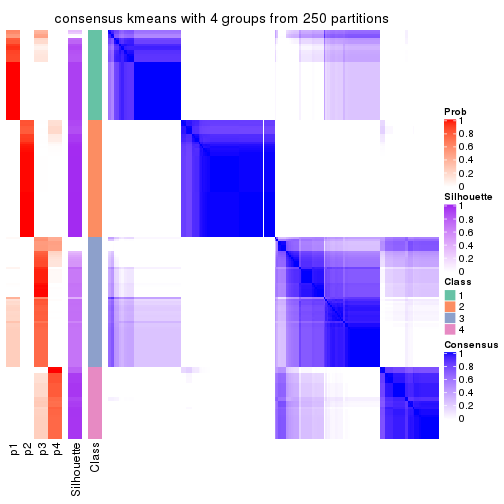 consensus kmeans with 4 groups from 250 partitions
Prob
1
0.8
0.6
0.4
0.2
0
Silhouette
1
0.8
0.6
0.4
0.2
0
Class
1
2
3
4
Consensus
1
0.8
0.6
0.4
0.2
0
p1
p2
p3
p4
Silhouette
Class